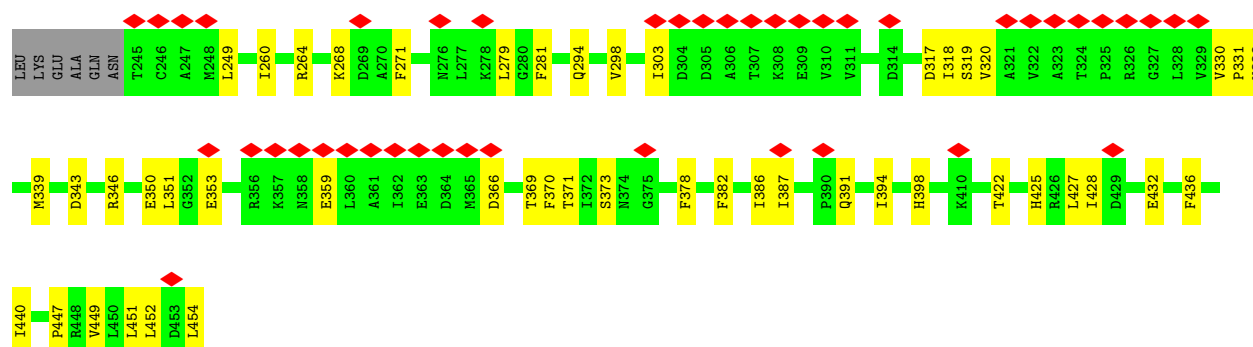 LEU LYS GLU ALA GLN ASN T245 C246 A247 M248 L249 I260 R264 K268 D269 A270 F271 N276 L277 K278 L279 G280 F281 Q294 V298 I303 D304 D305 A306 T307 K308 E309 V310 V311 D314 D317 I318 S319 V320 A321 V322 A323 T324 P325 R326 G327 L328 V329 V330 P331
M339 D343 R346 E350 L351 G352 E353 R356 K357 N358 E359 L360 A361 I362 E363 D364 M365 D366 T369 F370 T371 I372 S373 N374 G375 F378 F382 I386 I387 P390 Q391 I394 H398 K410 T422 H425 R426 L427 I428 D429 E432 F436
I440 P447 R448 V449 L450 L451 L452 D453 L454